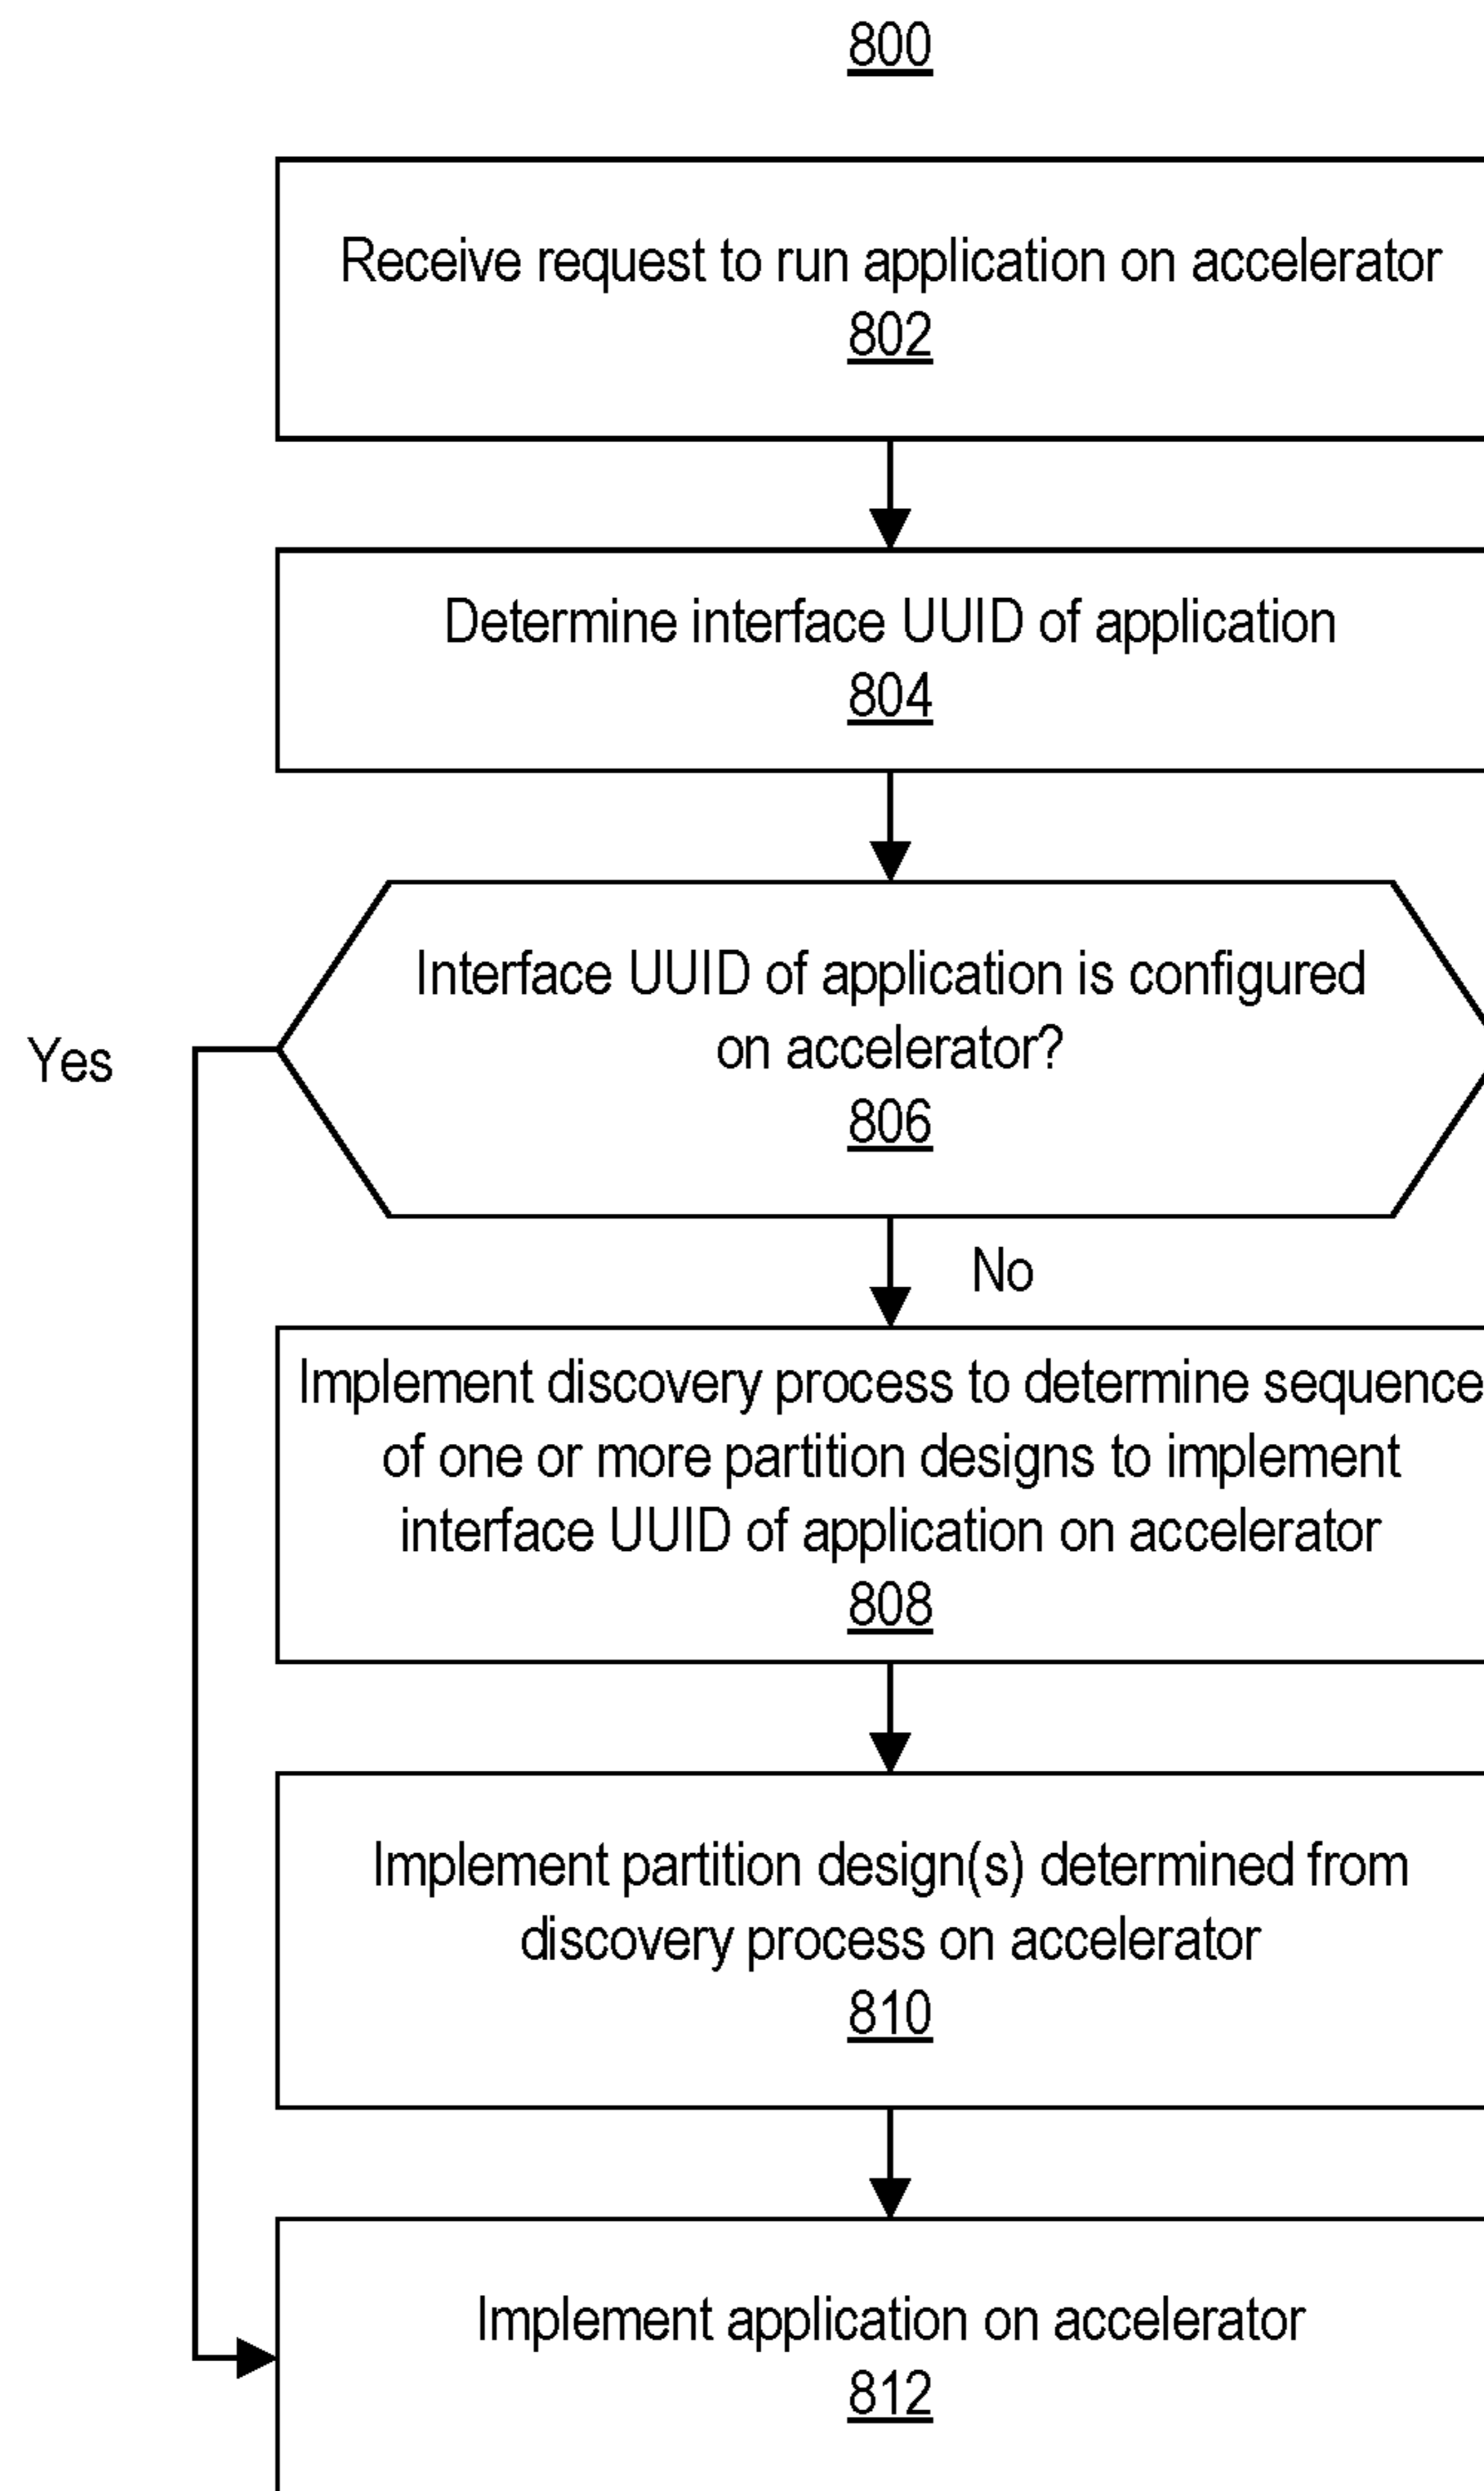 800
Receive request to run application on accelerator
802
Determine interface UUID of application
804
Interface UUID of application is configured
on accelerator?
806
Yes
No
Implement discovery process to determine sequence
of one or more partition designs to implement
interface UUID of application on accelerator
808
Implement partition design(s) determined from
discovery process on accelerator
810
Implement application on accelerator
812